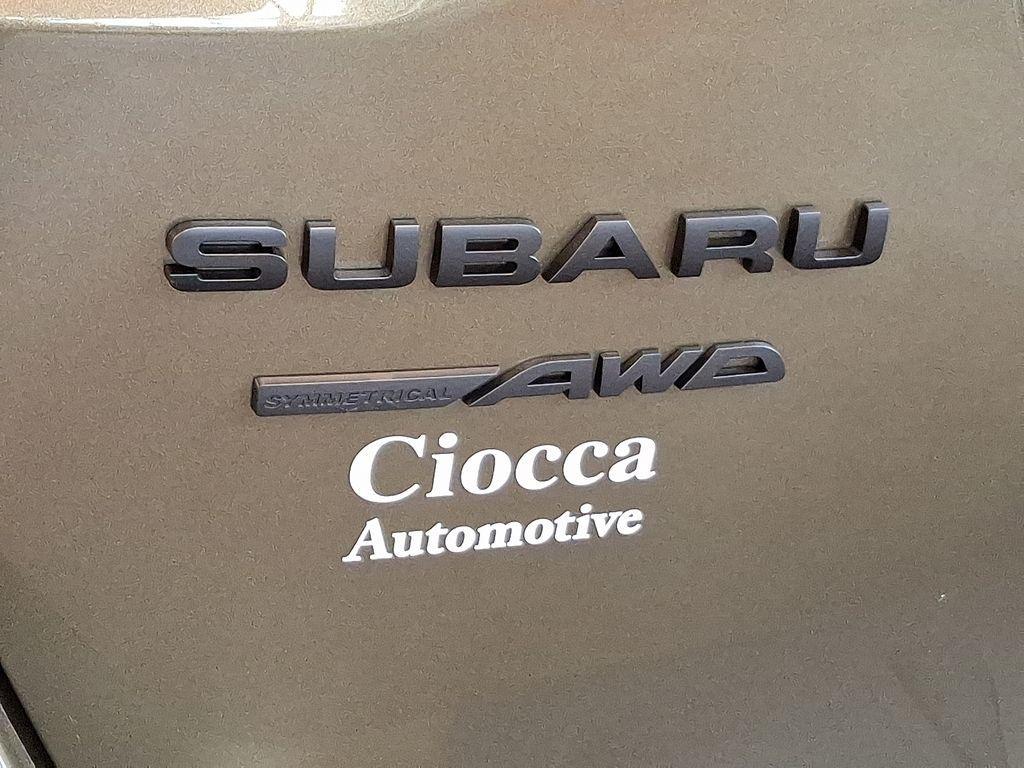 SUBARU
SYMMETRICAL AWD
Ciocca
Automotive